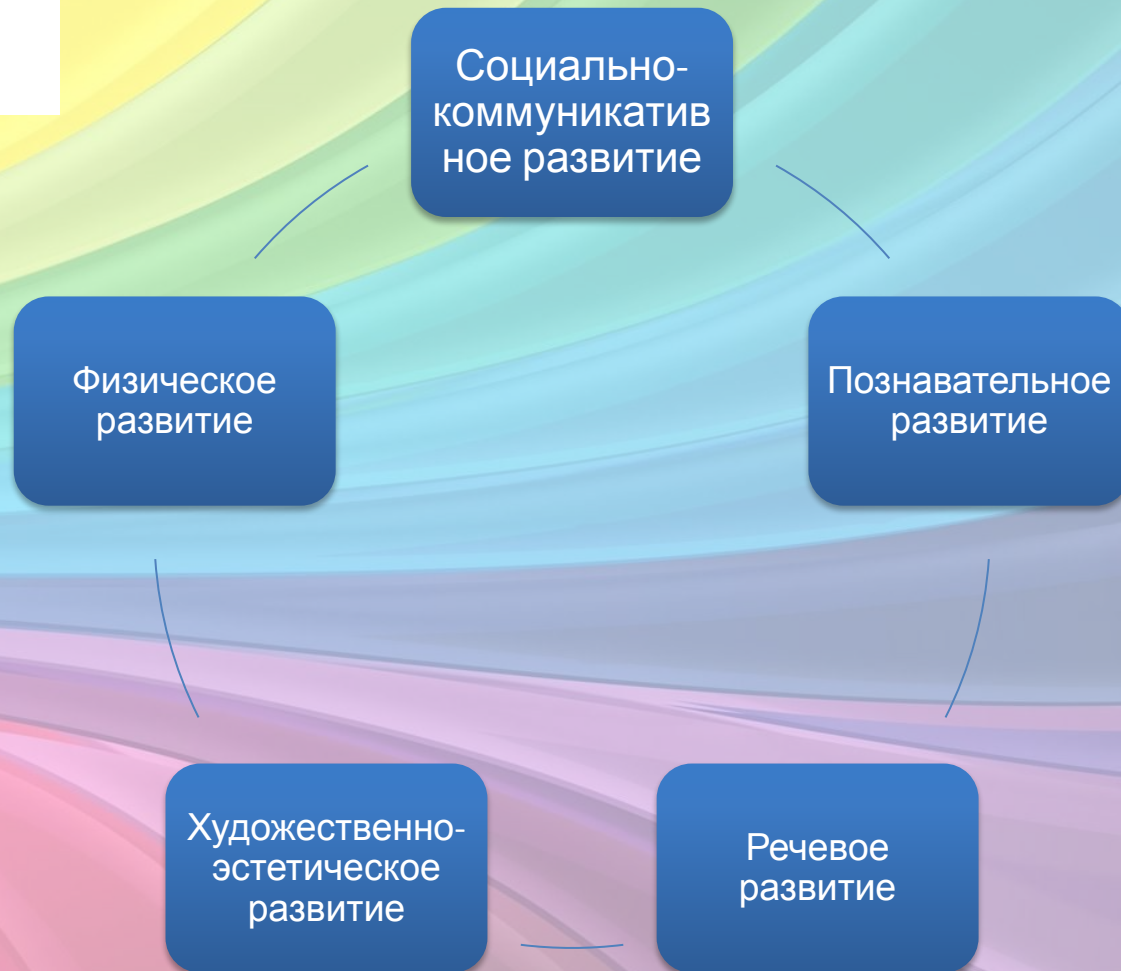 Социально-
коммуникатив
ное развитие
Физическое
развитие
Познавательное
развитие
Художественно-
эстетическое
развитие
Речевое
развитие